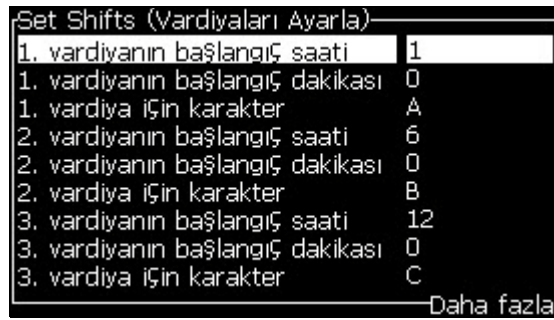 Set Shifts (Vardiyaları Ayarla)
1. vardiyanın başlangıç saati 1
1. vardiyanın başlangıç dakikası 0
1. vardiya için karakter A
2. vardiyanın başlangıç saati 6
2. vardiyanın başlangıç dakikası 0
2. vardiya için karakter B
3. vardiyanın başlangıç saati 12
3. vardiyanın başlangıç dakikası 0
3. vardiya için karakter C
Daha fazla